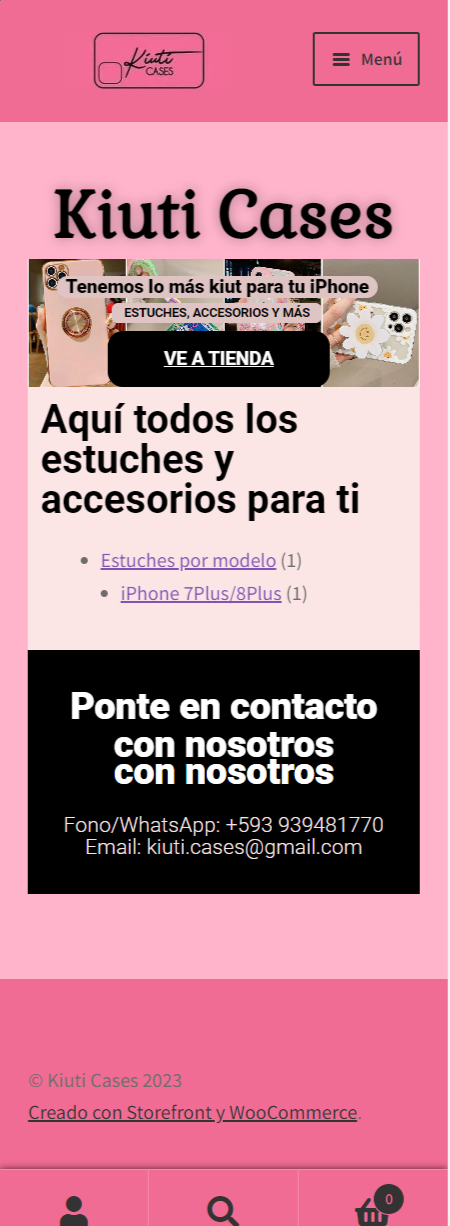 Kiuti
CASES
Menú
Kiuti Cases
Tenemos lo más kiut para tu iPhone
ESTUCHES, ACCESORIOS Y MÁS
VE A TIENDA
Aquí todos los
estuches y
accesorios para ti
Estuches por modelo (1)
iPhone 7Plus/8Plus (1)
Ponte en contacto
con nosotros
con nosotros
Fono/WhatsApp: +593 939481770
Email: kiuti.cases@gmail.com
© Kiuti Cases 2023
Creado con Storefront y WooCommerce.
0